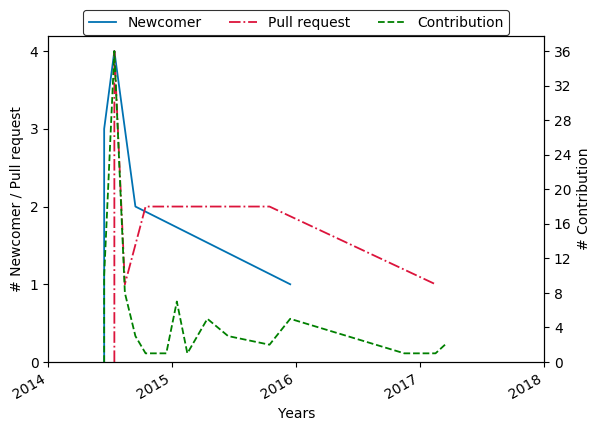 Newcomer Pull request Contribution
4 36
32
3 28
24
2 20
16
1 12
8
4
0 0
# Newcomer / Pull request
# Contribution
2014 2015 2016 2017 2018
Years